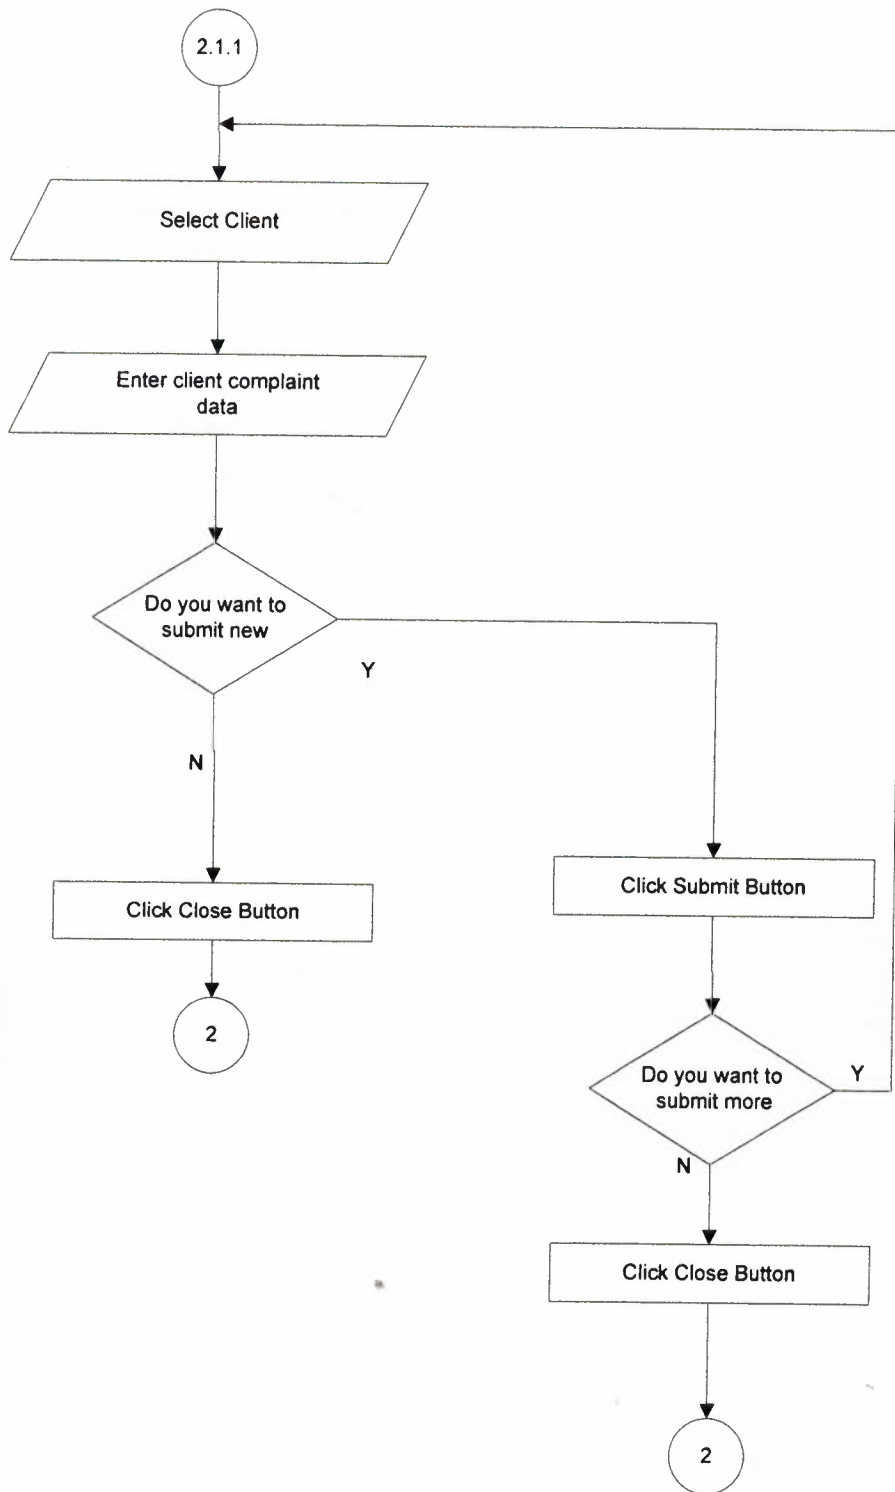 2.1.1
Select Client
Enter client complaint
data
Do you want to
submit new
Y
N
Click Close Button
Click Submit Button
2
Do you want to
submit more
Y
N
Click Close Button
2